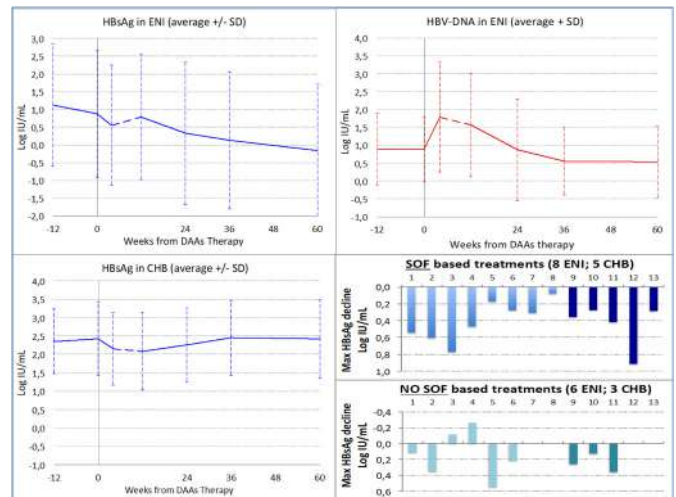 HBsAg in ENI (average +/- SD)
Log IU/mL
3,0
2,5
2,0
1,5
1,0
0,5
0,0
-0,5
-1,0
-1,5
-2,0
-12 0 12 24 36 48 60
Weeks from DAAs Therapy
HBV-DNA in ENI (average + SD)
Log IU/mL
4,0
3,5
3,0
2,5
2,0
1,5
1,0
0,5
0,0
-0,5
-1,0
-12 0 12 24 36 48 60
Weeks from DAAs therapy
HBsAg in CHB (average +/- SD)
Log IU/mL
4,0
3,5
3,0
2,5
2,0
1,5
1,0
0,5
0,0
-0,5
-1,0
-12 0 12 24 36 48 60
Weeks from DAAs Therapy
SOF based treatments (8 ENI; 5 CHB)
1 2 3 4 5 6 7 8 9 10 11 12 13
Max HBsAg decline
Log IU/mL
0,0
0,2
0,4
0,6
0,8
1,0
NO SOF based treatments (6 ENI; 3 CHB)
1 2 3 4 5 6 7 8 9 10 11 12 13
Max HBsAg decline
Log IU/mL
-0,4
-0,2
0,0
0,2
0,4
0,6